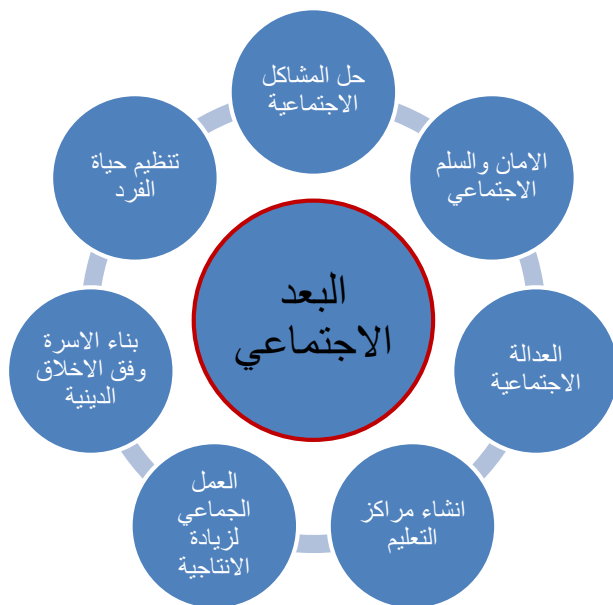 حل المشاكل
الاجتماعية
الامان والسلم
الاجتماعي
العدالة
الاجتماعية
انشاء مراكز
التعليم
العمل
الجماعي
لزيادة
الانتاجية
بناء الاسرة
وفق الاخلاق
الدينية
تنظيم حياة
الفرد
البعد
الاجتماعي